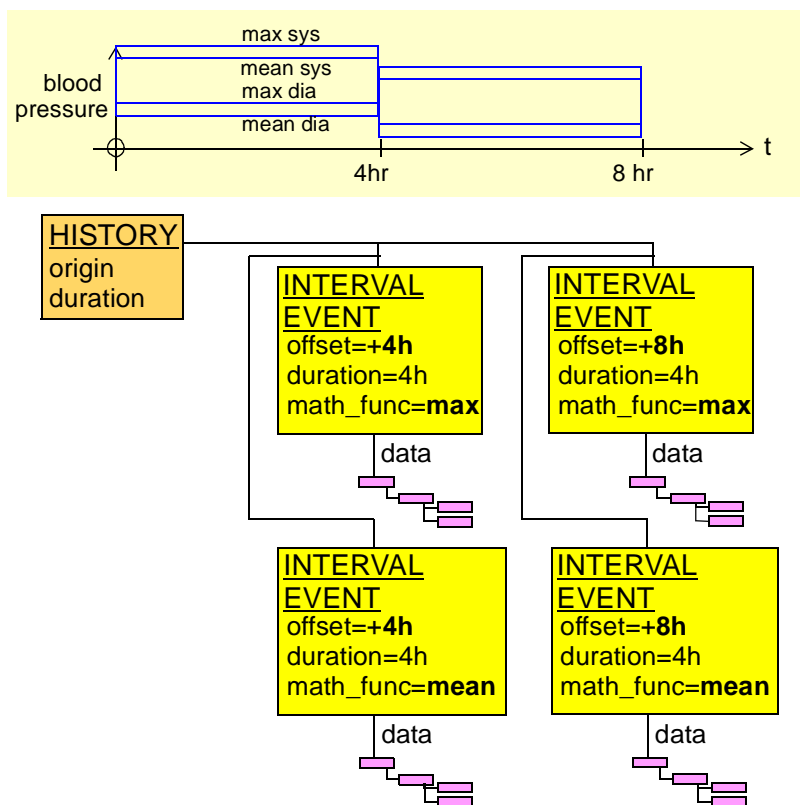 max sys
mean sys
blood
pressure
max dia
mean dia
t
4hr
8 hr
HISTORY
origin
duration
INTERVAL
EVENT
offset=+4h
duration=4h
math_func=max
data
INTERVAL
EVENT
offset=+8h
duration=4h
math_func=max
data
INTERVAL
EVENT
offset=+4h
duration=4h
math_func=mean
data
INTERVAL
EVENT
offset=+8h
duration=4h
math_func=mean
data